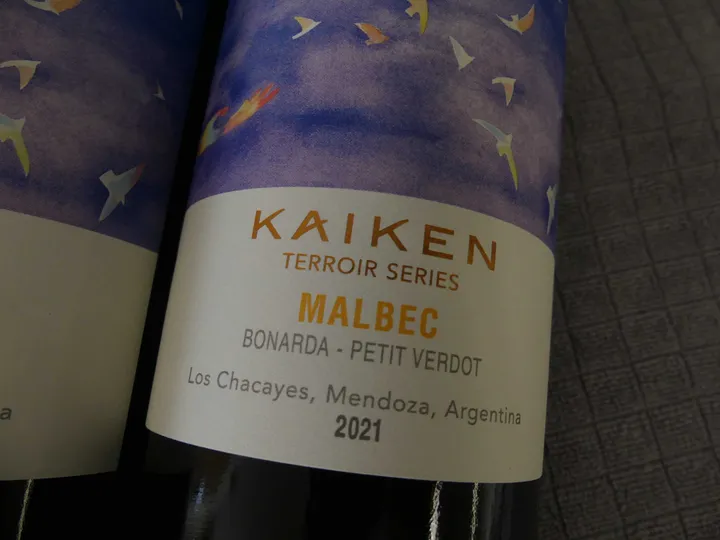 KAIKEN
TERROIR SERIES
MALBEC
BONARDA - PETIT VERDOT
Los Chacayes, Mendoza, Argentina
2021
a